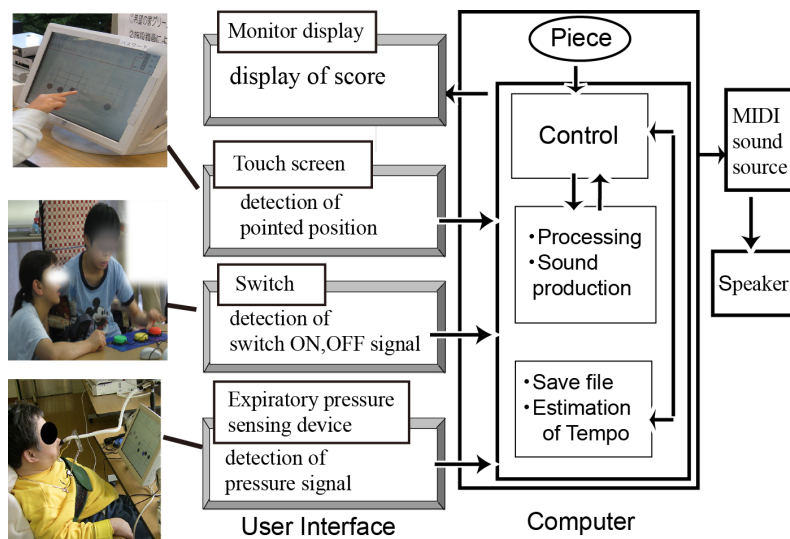 Monitor display
display of score
Touch screen
detection of
pointed position
Switch
detection of
switch ON,OFF signal
Expiratory pressure
sensing device
detection of
pressure signal
User Interface
Piece
Control
・Processing
・Sound
production
・Save file
・Estimation
of Tempo
Computer
MIDI
sound
source
Speaker